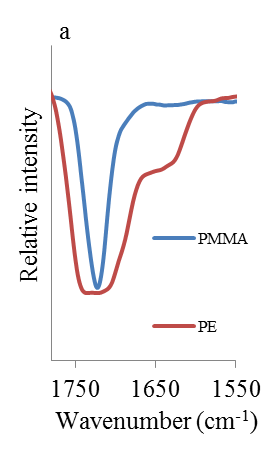 a
Relative intensity
PMMA
PE
1750 1650 1550
Wavenumber (cm⁻¹)